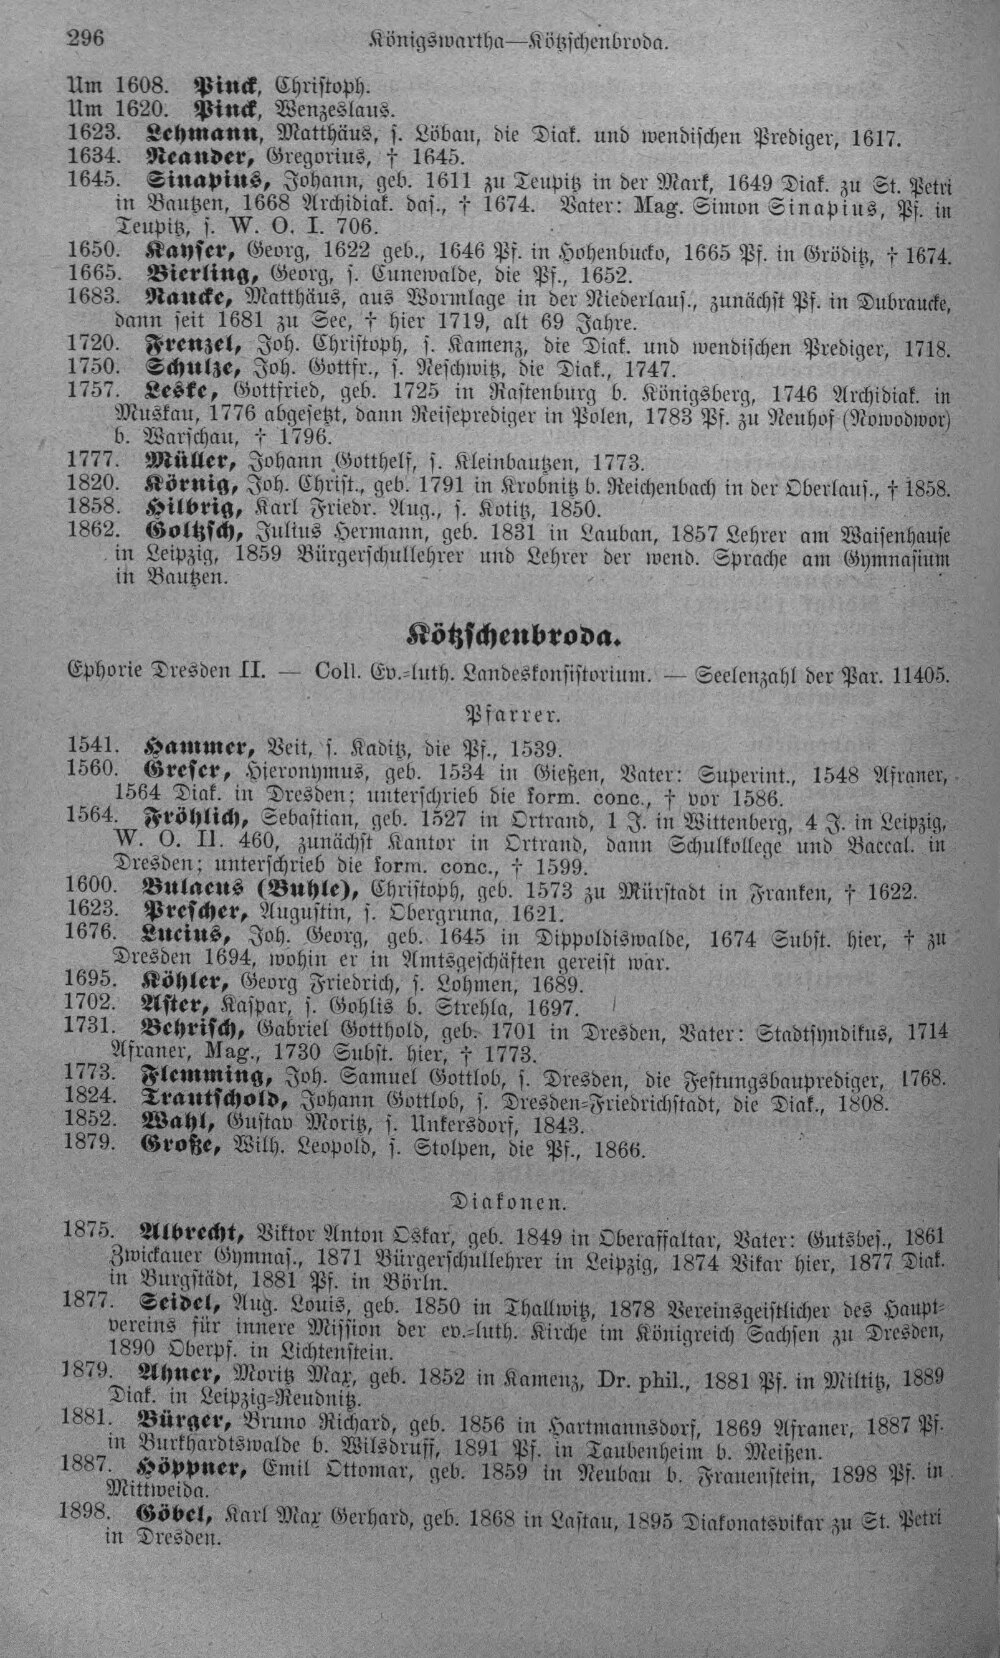 296 Königswartha—Kötzschenbroda.
Um 1608. Pinck, Christoph.
Um 1620. Pinck, Wenzeslaus.
1623. Lehmann, Matthäus, s. Löbau, die Diak. und wendischen Prediger, 1617.
1634. Neander, Gregorius, † 1645.
1645. Sinapius, Johann, geb. 1611 zu Teupitz in der Mark, 1649 Diak. zu St. Petri
in Bautzen, 1668 Archidiak. das., † 1674. Vater: Mag. Simon Sinapius, Pf. in
Teupitz, s. W. O. I. 706.
1650. Kayser, Georg, 1622 geb., 1646 Pf. in Hohenbucko, 1665 Pf. in Gröditz, † 1674.
1665. Bierling, Georg, s. Cunewalde, die Pf., 1652.
1683. Naucke, Matthäus, aus Wormlage in der Niederlaus., zunächst Pf. in Dubraucke,
dann seit 1681 zu See, † hier 1719, alt 69 Jahre.
1720. Frenzel, Joh. Christoph, s. Kamenz, die Diak. und wendischen Prediger, 1718.
1750. Schulze, Joh. Gottfr., s. Neschwitz, die Diak., 1747.
1757. Leske, Gottfried, geb. 1725 in Rastenburg b. Königsberg, 1746 Archidiak. in
Muskau, 1776 abgesetzt, dann Reiseprediger in Polen, 1783 Pf. zu Neuhof (Nowodwor)
b. Warschau, † 1796.
1777. Müller, Johann Gotthelf, s. Kleinbautzen, 1773.
1820. Körnig, Joh. Christ., geb. 1791 in Krobnitz b. Reichenbach in der Oberlaus., † 1858.
1858. Hilbrig, Karl Friedr. Aug., s. Kotitz, 1850.
1862. Goltzsch, Julius Hermann, geb. 1831 in Lauban, 1857 Lehrer am Waisenhause
in Leipzig, 1859 Bürgerschullehrer und Lehrer der wend. Sprache am Gymnasium
in Bautzen.
Kötzschenbroda.
Ephorie Dresden II. — Coll. Ev.=luth. Landeskonsistorium. — Seelenzahl der Par. 11405.
Pfarrer.
1541. Hammer, Veit, s. Kaditz, die Pf., 1539.
1560. Greser, Hieronymus, geb. 1534 in Gießen, Vater: Superint., 1548 Afraner,
1564 Diak. in Dresden; unterschrieb die form. conc., † vor 1586.
1564. Fröhlich, Sebastian, geb. 1527 in Ortrand, 1 J. in Wittenberg, 4 J. in Leipzig,
W. O. II. 460, zunächst Kantor in Ortrand, dann Schulkollege und Baccal. in
Dresden; unterschrieb die form. conc., † 1599.
1600. Bulaeus (Buhle), Christoph, geb. 1573 zu Mürstadt in Franken, † 1622.
1623. Prescher, Augustin, s. Obergruna, 1621.
1676. Lucius, Joh. Georg, geb. 1645 in Dippoldiswalde, 1674 Subst. hier, † zu
Dresden 1694, wohin er in Amtsgeschäften gereist war.
1695. Köhler, Georg Friedrich, s. Lohmen, 1689.
1702. Aster, Kaspar, s. Gohlis b. Strehla, 1697.
1731. Behrisch, Gabriel Gotthold, geb. 1701 in Dresden, Vater: Stadtsyndikus, 1714
Afraner, Mag., 1730 Subst. hier, † 1773.
1773. Flemming, Joh. Samuel Gottlob, s. Dresden, die Festungsbauprediger, 1768.
1824. Trautschold, Johann Gottlob, s. Dresden=Friedrichstadt, die Diak., 1808.
1852. Wahl, Gustav Moritz, s. Unkersdorf, 1843.
1879. Große, Wilh. Leopold, s. Stolpen, die Pf., 1866.
Diakonen.
1875. Albrecht, Viktor Anton Oskar, geb. 1849 in Oberaffaltar, Vater: Gutsbes., 1861
Zwickauer Gymnas., 1871 Bürgerschullehrer in Leipzig, 1874 Vikar hier, 1877 Diak.
in Burgstädt, 1881 Pf. in Börln.
1877. Seidel, Aug. Louis, geb. 1850 in Thallwitz, 1878 Vereinsgeistlicher des Haupt=
vereins für innere Mission der ev.=luth. Kirche im Königreich Sachsen zu Dresden,
1890 Oberpf. in Lichtenstein.
1879. Ahner, Moritz Max, geb. 1852 in Kamenz, Dr. phil., 1881 Pf. in Miltitz, 1889
Diak. in Leipzig=Reudnitz.
1881. Bürger, Bruno Richard, geb. 1856 in Hartmannsdorf, 1869 Afraner, 1887 Pf.
in Burkhardtswalde b. Wilsdruff, 1891 Pf. in Taubenheim b. Meißen.
1887. Höppner, Emil Ottomar, geb. 1859 in Neubau b. Frauenstein, 1898 Pf. in
Mittweida.
1898. Göbel, Karl Max Gerhard, geb. 1868 in Lastau, 1895 Diakonatsvikar zu St. Petri
in Dresden.